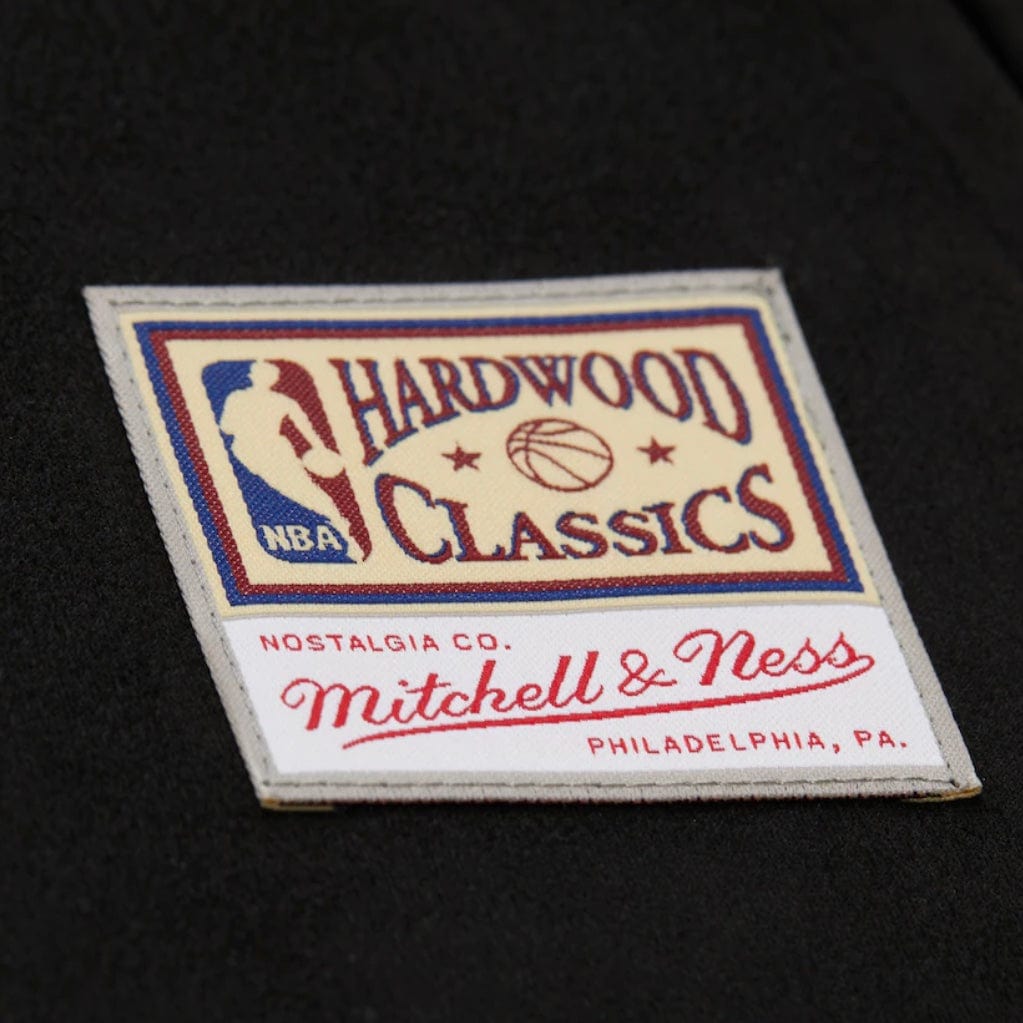 NBA
HARDWOOD
CLASSICS
NOSTALGIA CO.
Mitchell & Ness
PHILADELPHIA, PA.